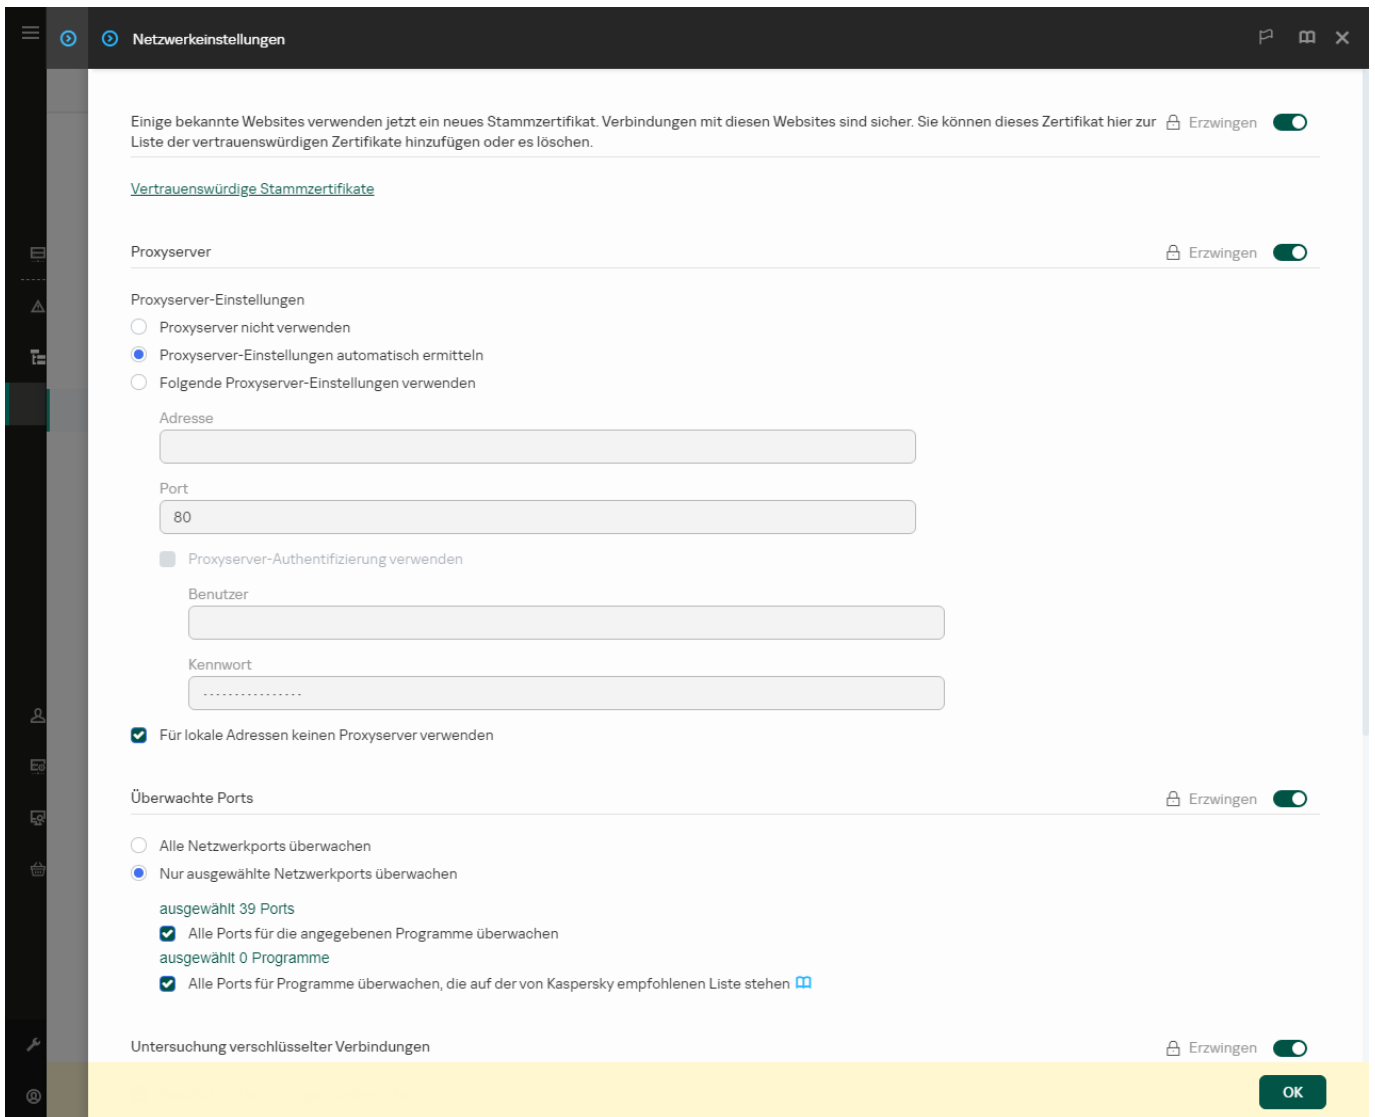 Netzwerkeinstellungen
Einige bekannte Websites verwenden jetzt ein neues Stammzertifikat. Verbindungen mit diesen Websites sind sicher. Sie können dieses Zertifikat hier zur
Liste der vertrauenswürdigen Zertifikate hinzufügen oder es löschen.
Erzwingen
Vertrauenswürdige Stammzertifikate
Proxyserver
Erzwingen
Proxyserver-Einstellungen
Proxyserver nicht verwenden
Proxyserver-Einstellungen automatisch ermitteln
Folgende Proxyserver-Einstellungen verwenden
Adresse
Port
80
Proxyserver-Authentifizierung verwenden
Benutzer
Kennwort
Für lokale Adressen keinen Proxyserver verwenden
Überwachte Ports
Erzwingen
Alle Netzwerkports überwachen
Nur ausgewählte Netzwerkports überwachen
ausgewählt 39 Ports
Alle Ports für die angegebenen Programme überwachen
ausgewählt 0 Programme
Alle Ports für Programme überwachen, die auf der von Kaspersky empfohlenen Liste stehen
Untersuchung verschlüsselter Verbindungen
Erzwingen
OK